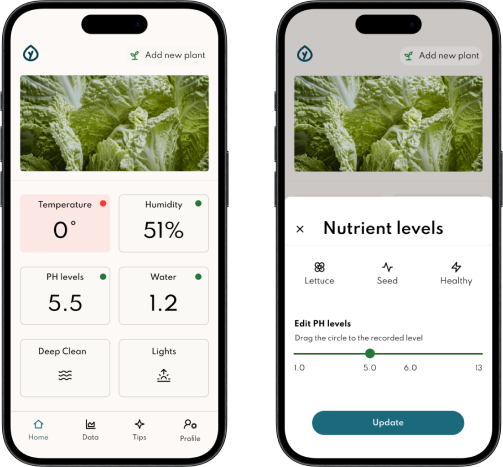 Add new plant
Temperature
Humidity
0°
51%
PH levels
Water
5.5
1.2
Deep Clean
Lights
Home
Data
Tips
Profile
Add new plant
× Nutrient levels
Lettuce
Seed
Healthy
Edit PH levels
Drag the circle to the recorded level
1.0 5.0 6.0 13
Update